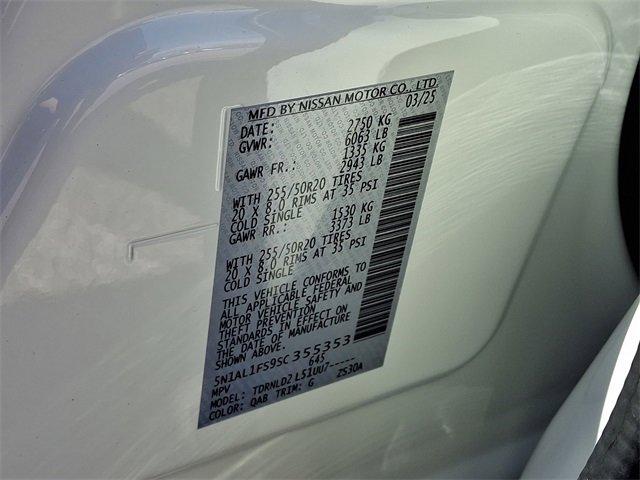 MFD BY NISSAN MOTOR CO., LTD.
DATE: 03/25
GVWR: 2750 KG
6063 LB
GAWR FR.: 1335 KG
2943 LB
WITH 255/50R20 TIRES
20 X 8.0 RIMS AT 35 PSI
COLD SINGLE
GAWR RR.: 1530 KG
3373 LB
WITH 255/50R20 TIRES
20 X 8.0 RIMS AT 35 PSI
COLD SINGLE
THIS VEHICLE CONFORMS TO
ALL APPLICABLE FEDERAL
MOTOR VEHICLE SAFETY AND
THEFT PREVENTION
STANDARDS IN EFFECT ON
THE DATE OF MANUFACTURE
SHOWN ABOVE.
5N1AL1FS9SC355353
MPV 645
MODEL: TDRNLD2 L51UU7-----
COLOR: QAB TRIM: G ZS30A